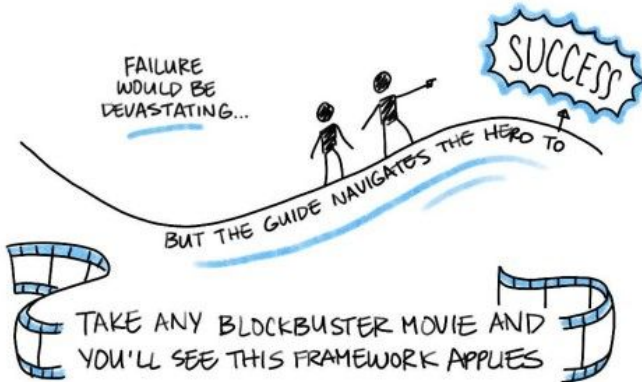 FAILURE
WOULD BE
DEVASTATING...
BUT THE GUIDE NAVIGATES THE HERO TO
SUCCESS
TAKE ANY BLOCKBUSTER MOVIE AND
YOU'LL SEE THIS FRAMEWORK APPLIES